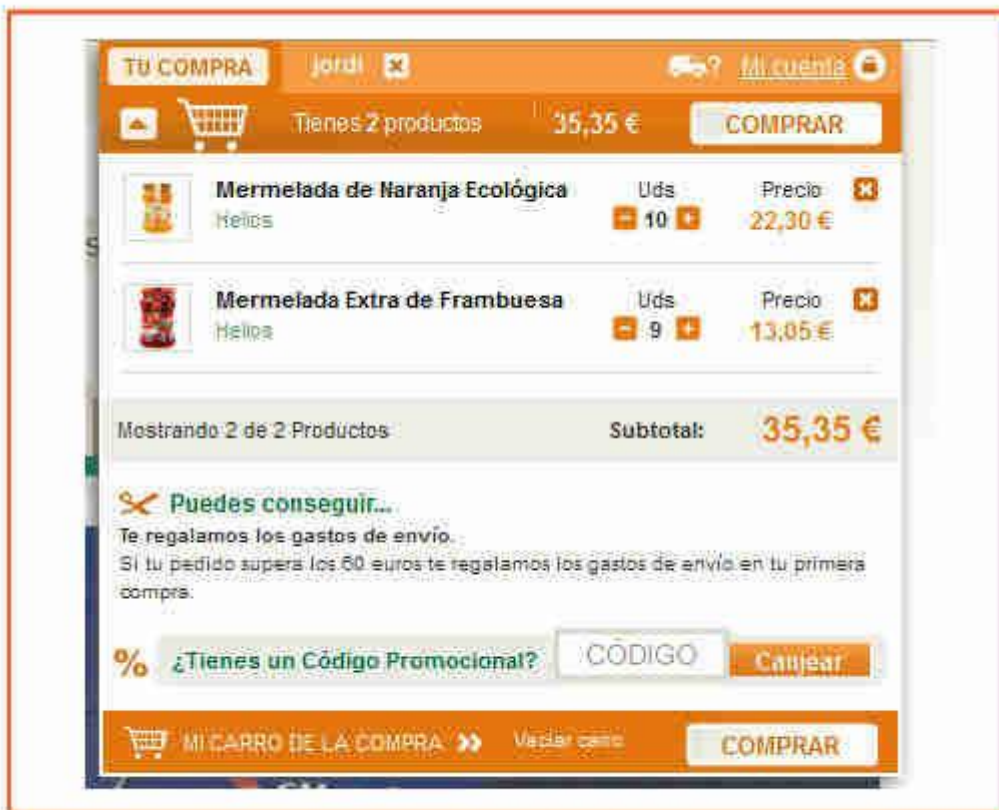 TU COMPRA jordi Mi cuenta
Tienes 2 productos 35,35 € COMPRAR
Mermelada de Naranja Ecológica Uds Precio
Helios - 10 + 22,30 €
Mermelada Extra de Frambuesa Uds Precio
Helios - 9 + 13,05 €
Mostrando 2 de 2 Productos Subtotal: 35,35 €
Puedes conseguir...
Te regalamos los gastos de envío.
Si tu pedido supera los 60 euros te regalamos los gastos de envío en tu primera
compra.
% ¿Tienes un Código Promocional? CÓDIGO Canjear
MI CARRO DE LA COMPRA Vaciar carro COMPRAR